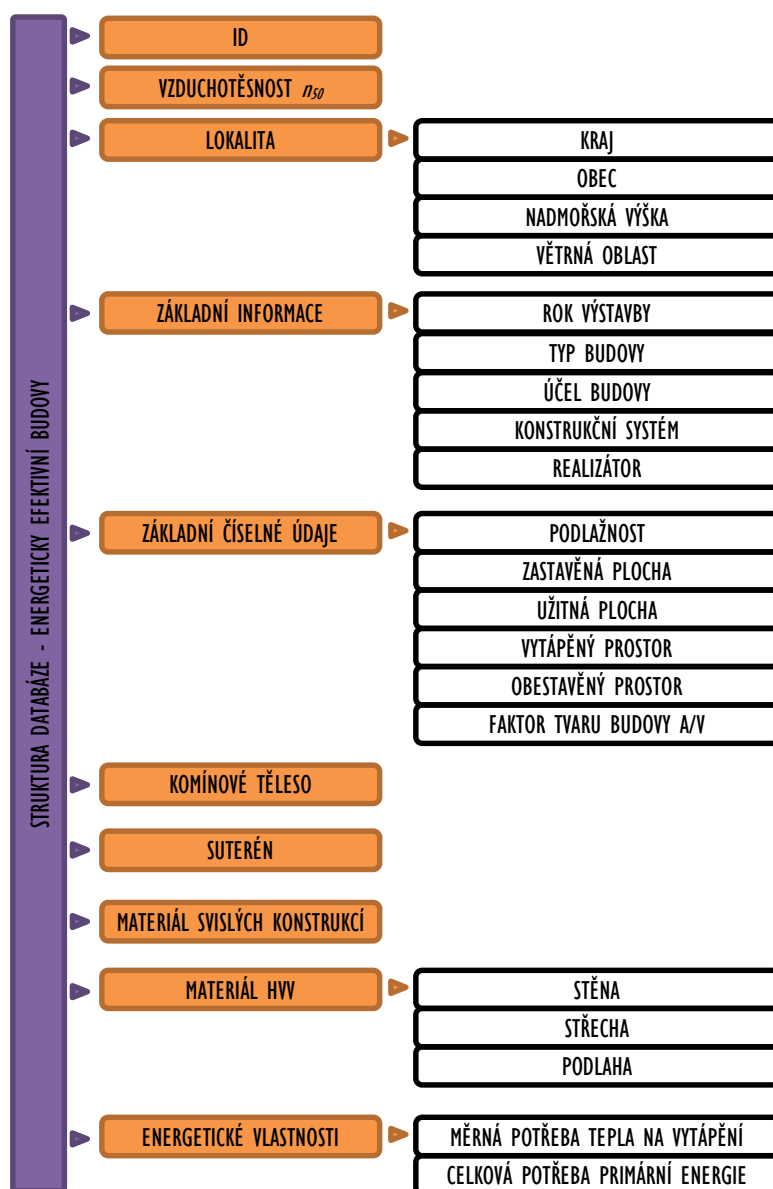 STRUKTURA DATABÁZE - ENERGETICKY EFEKTIVNÍ BUDOVY
ID
VZDUCHOTĚSNOST n50
LOKALITA
KRAJ
OBEC
NADMOŘSKÁ VÝŠKA
VĚTRNÁ OBLAST
ZÁKLADNÍ INFORMACE
ROK VÝSTAVBY
TYP BUDOVY
ÚČEL BUDOVY
KONSTRUKČNÍ SYSTÉM
REALIZÁTOR
ZÁKLADNÍ ČÍSELNÉ ÚDAJE
PODLAŽNOST
ZASTAVĚNÁ PLOCHA
UŽITNÁ PLOCHA
VYTÁPĚNÝ PROSTOR
OBESTAVĚNÝ PROSTOR
FAKTOR TVARU BUDOVY A/V
KOMÍNOVÉ TĚLESO
SUTERÉN
MATERIÁL SVISLÝCH KONSTRUKCÍ
MATERIÁL HVV
STĚNA
STŘECHA
PODLAHA
ENERGETICKÉ VLASTNOSTI
MĚRNÁ POTŘEBA TEPLA NA VYTÁPĚNÍ
CELKOVÁ POTŘEBA PRIMÁRNÍ ENERGIE